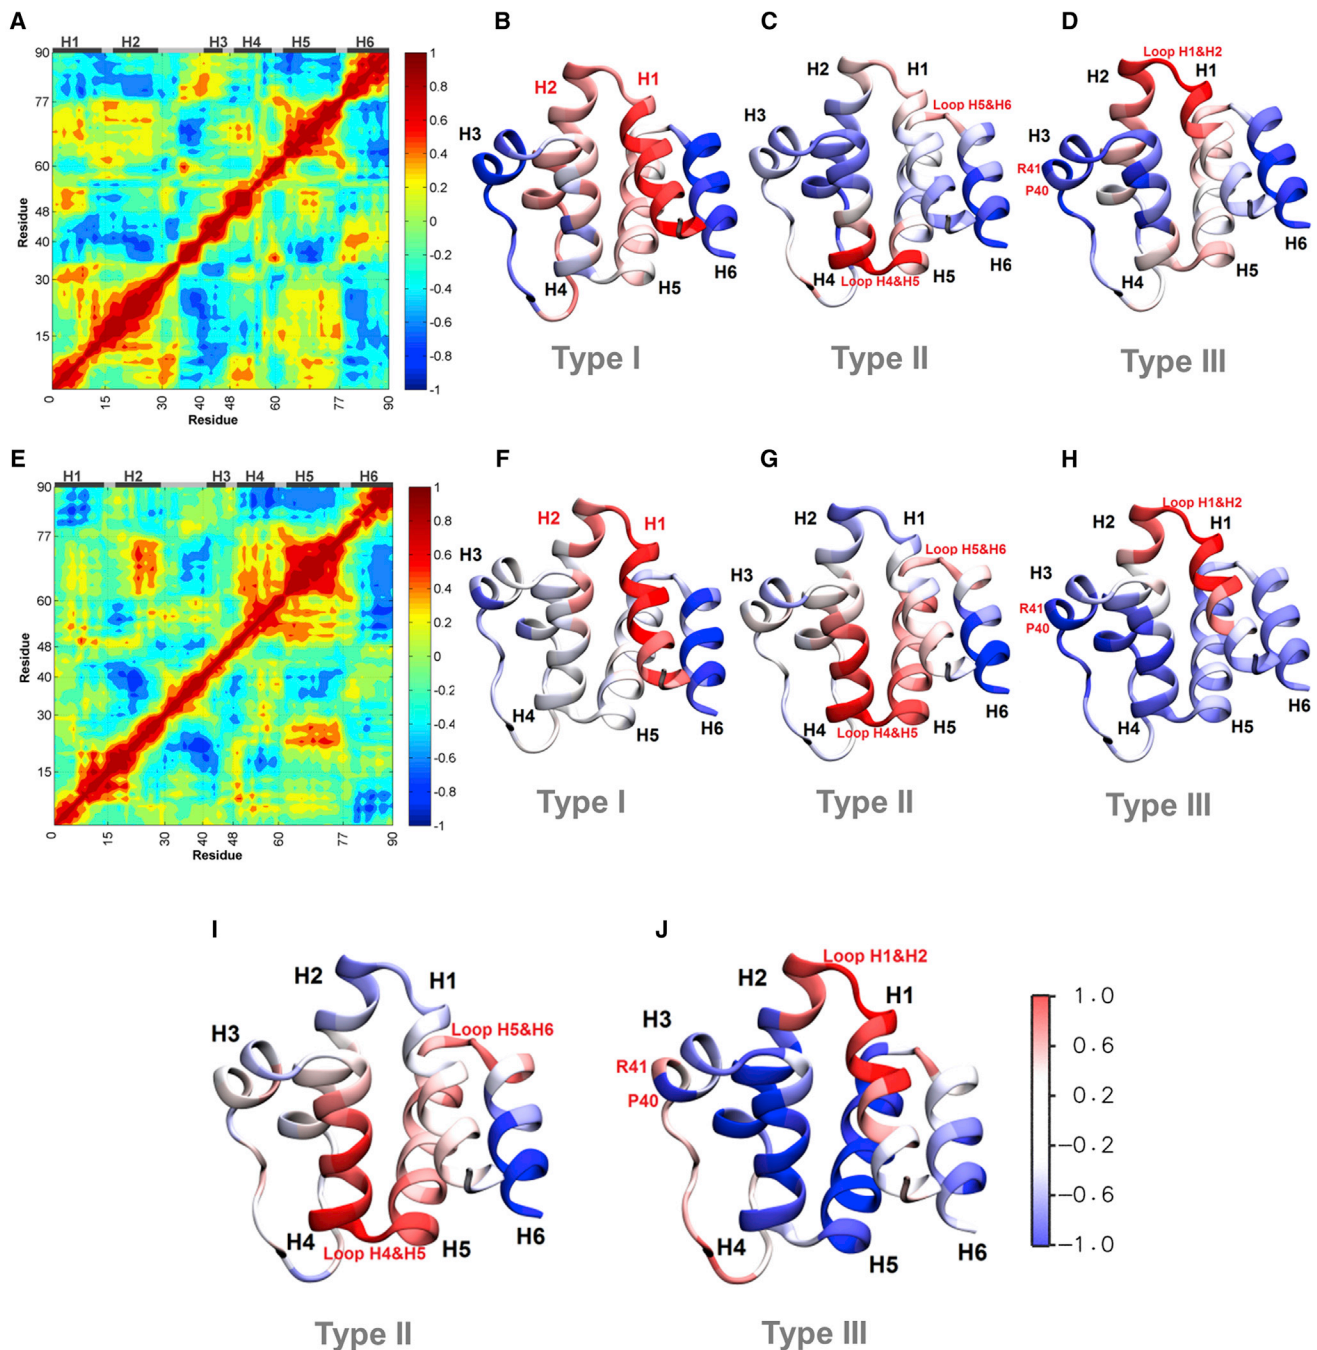 A
H1 H2 H3 H4 H5 H6
90
77
60
48
40
30
15
Residue
0 15 30 40 48 60 77 90
Residue
1
0.8
0.6
0.4
0.2
0
-0.2
-0.4
-0.6
-0.8
-1
B
H2 H1
H3
H4 H5 H6
Type I
C
H2 H1
Loop H5&H6
H3
H4 Loop H4&H5 H5 H6
Type II
D
Loop H1&H2
H2 H1
H3
R41
P40
H4 H5 H6
Type III
E
H1 H2 H3 H4 H5 H6
90
77
60
48
40
30
15
Residue
0 15 30 40 48 60 77 90
Residue
1
0.8
0.6
0.4
0.2
0
-0.2
-0.4
-0.6
-0.8
-1
F
H2 H1
H3
H4 H5 H6
Type I
G
H2 H1
Loop H5&H6
H3
H4 Loop H4&H5 H5 H6
Type II
H
Loop H1&H2
H2 H1
H3
R41
P40
H4 H5 H6
Type III
I
H2 H1
Loop H5&H6
H3
H4 Loop H4&H5 H5 H6
Type II
J
Loop H1&H2
H2 H1
H3
R41
P40
H4 H5 H6
Type III
1.0
0.6
0.2
-0.2
-0.6
-1.0